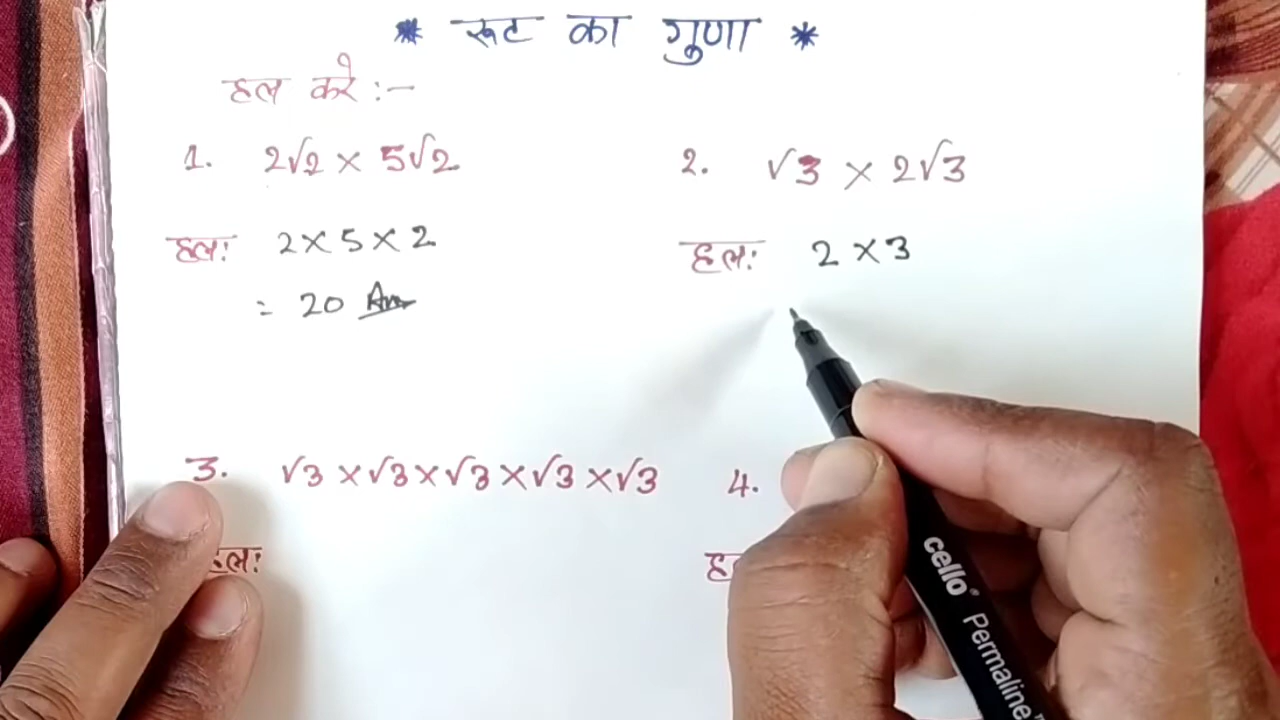 * रूट का गुणा *
हल करे :-
1. 2√2 × 5√2
हल: 2 × 5 × 2
= 20 Ans
2. √3 × 2√3
हल: 2 × 3
3. √3 × √3 × √3 × √3 × √3
हल:
4.
cello Permaline